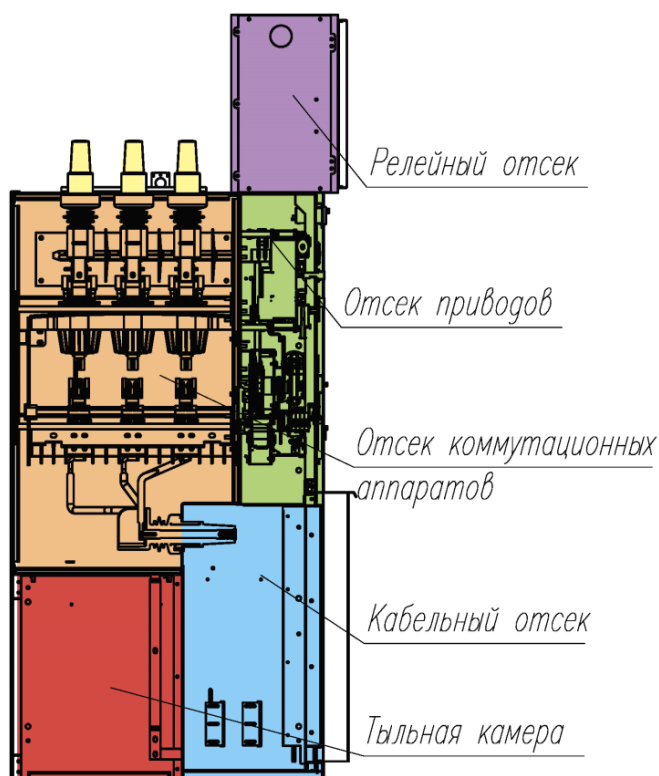 Релейный отсек
Отсек приводов
Отсек коммутационных
аппаратов
Кабельный отсек
Тыльная камера